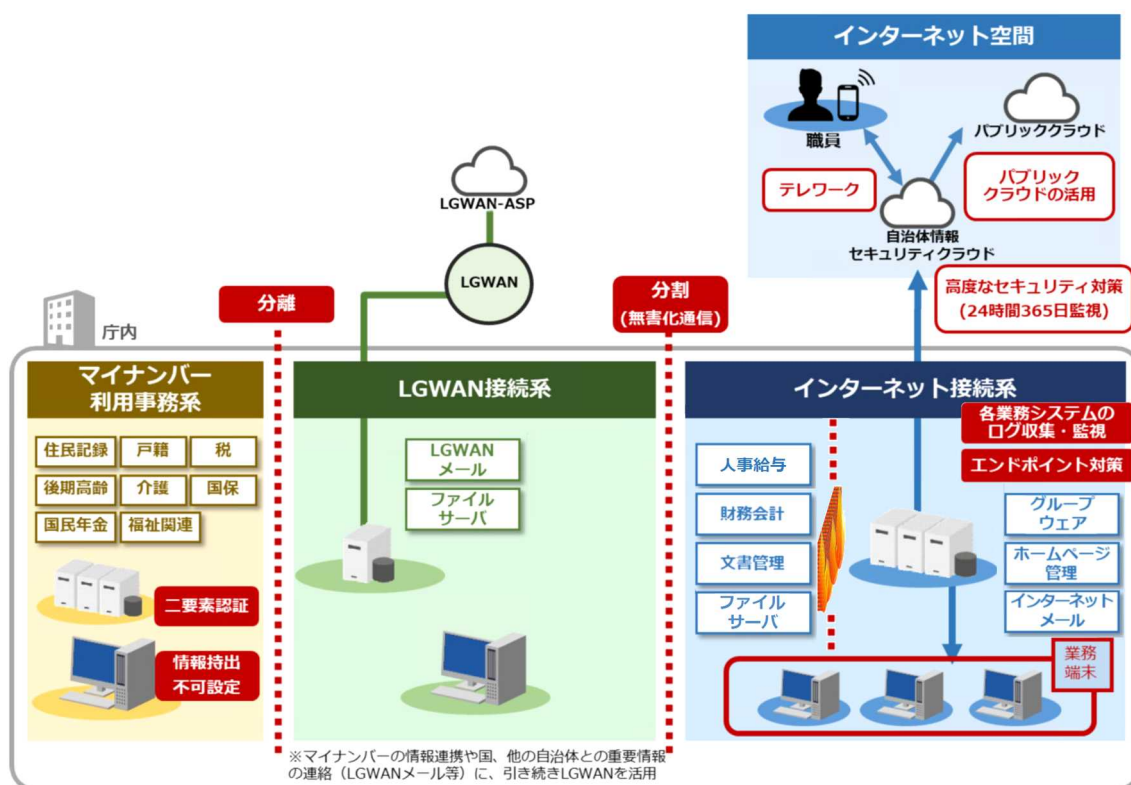 インターネット空間
職員
パブリッククラウド
テレワーク
パブリック
クラウドの活用
自治体情報
セキュリティクラウド
LGWAN-ASP
LGWAN
分離
分割
(無害化通信)
高度なセキュリティ対策
(24時間365日監視)
庁内
マイナンバー
利用事務系
住民記録
戸籍
税
後期高齢
介護
国保
国民年金
福祉関連
二要素認証
情報持出
不可設定
LGWAN接続系
LGWAN
メール
ファイル
サーバ
インターネット接続系
各業務システムの
ログ収集・監視
エンドポイント対策
人事給与
財務会計
文書管理
ファイル
サーバ
グループ
ウェア
ホームページ
管理
インターネット
メール
業務
端末
※マイナンバーの情報連携や国、他の自治体との重要情報
の連絡（LGWANメール等）に、引き続きLGWANを活用